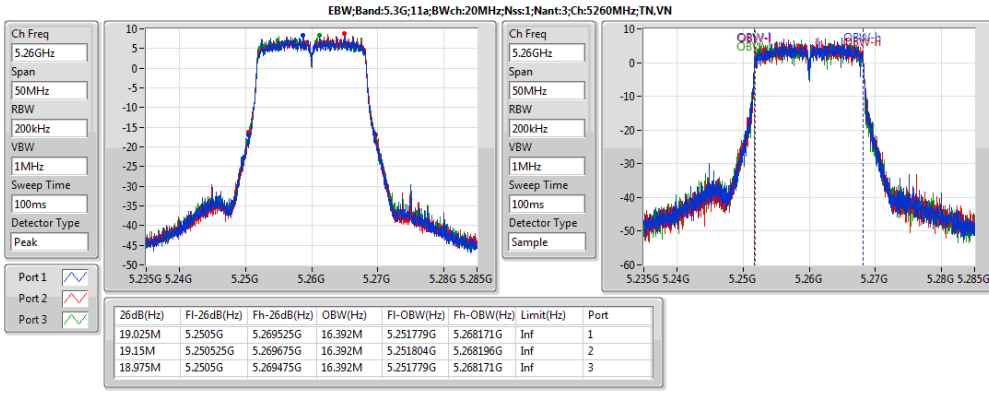 EBW;Band:5.3G;11a;BWch:20MHz;Nss:1;Nant:3;Ch:5260MHz;TN,VN
Ch Freq
5.26GHz
Span
50MHz
RBW
200kHz
VBW
1MHz
Sweep Time
100ms
Detector Type
Peak
10
5
0
-5
-10
-15
-20
-25
-30
-35
-40
-45
-50
5.235G 5.24G 5.25G 5.26G 5.27G 5.28G 5.285G
Ch Freq
5.26GHz
Span
50MHz
RBW
200kHz
VBW
1MHz
Sweep Time
100ms
Detector Type
Sample
10
0
-10
-20
-30
-40
-50
-60
OBW-l OBW-h
5.235G 5.24G 5.25G 5.26G 5.27G 5.28G 5.285G
Port 1
Port 2
Port 3
26dB(Hz) Fl-26dB(Hz) Fh-26dB(Hz) OBW(Hz) Fl-OBW(Hz) Fh-OBW(Hz) Limit(Hz) Port
19.025M 5.2505G 5.269525G 16.392M 5.251779G 5.268171G Inf 1
19.15M 5.250525G 5.269675G 16.392M 5.251804G 5.268196G Inf 2
18.975M 5.2505G 5.269475G 16.392M 5.251779G 5.268171G Inf 3